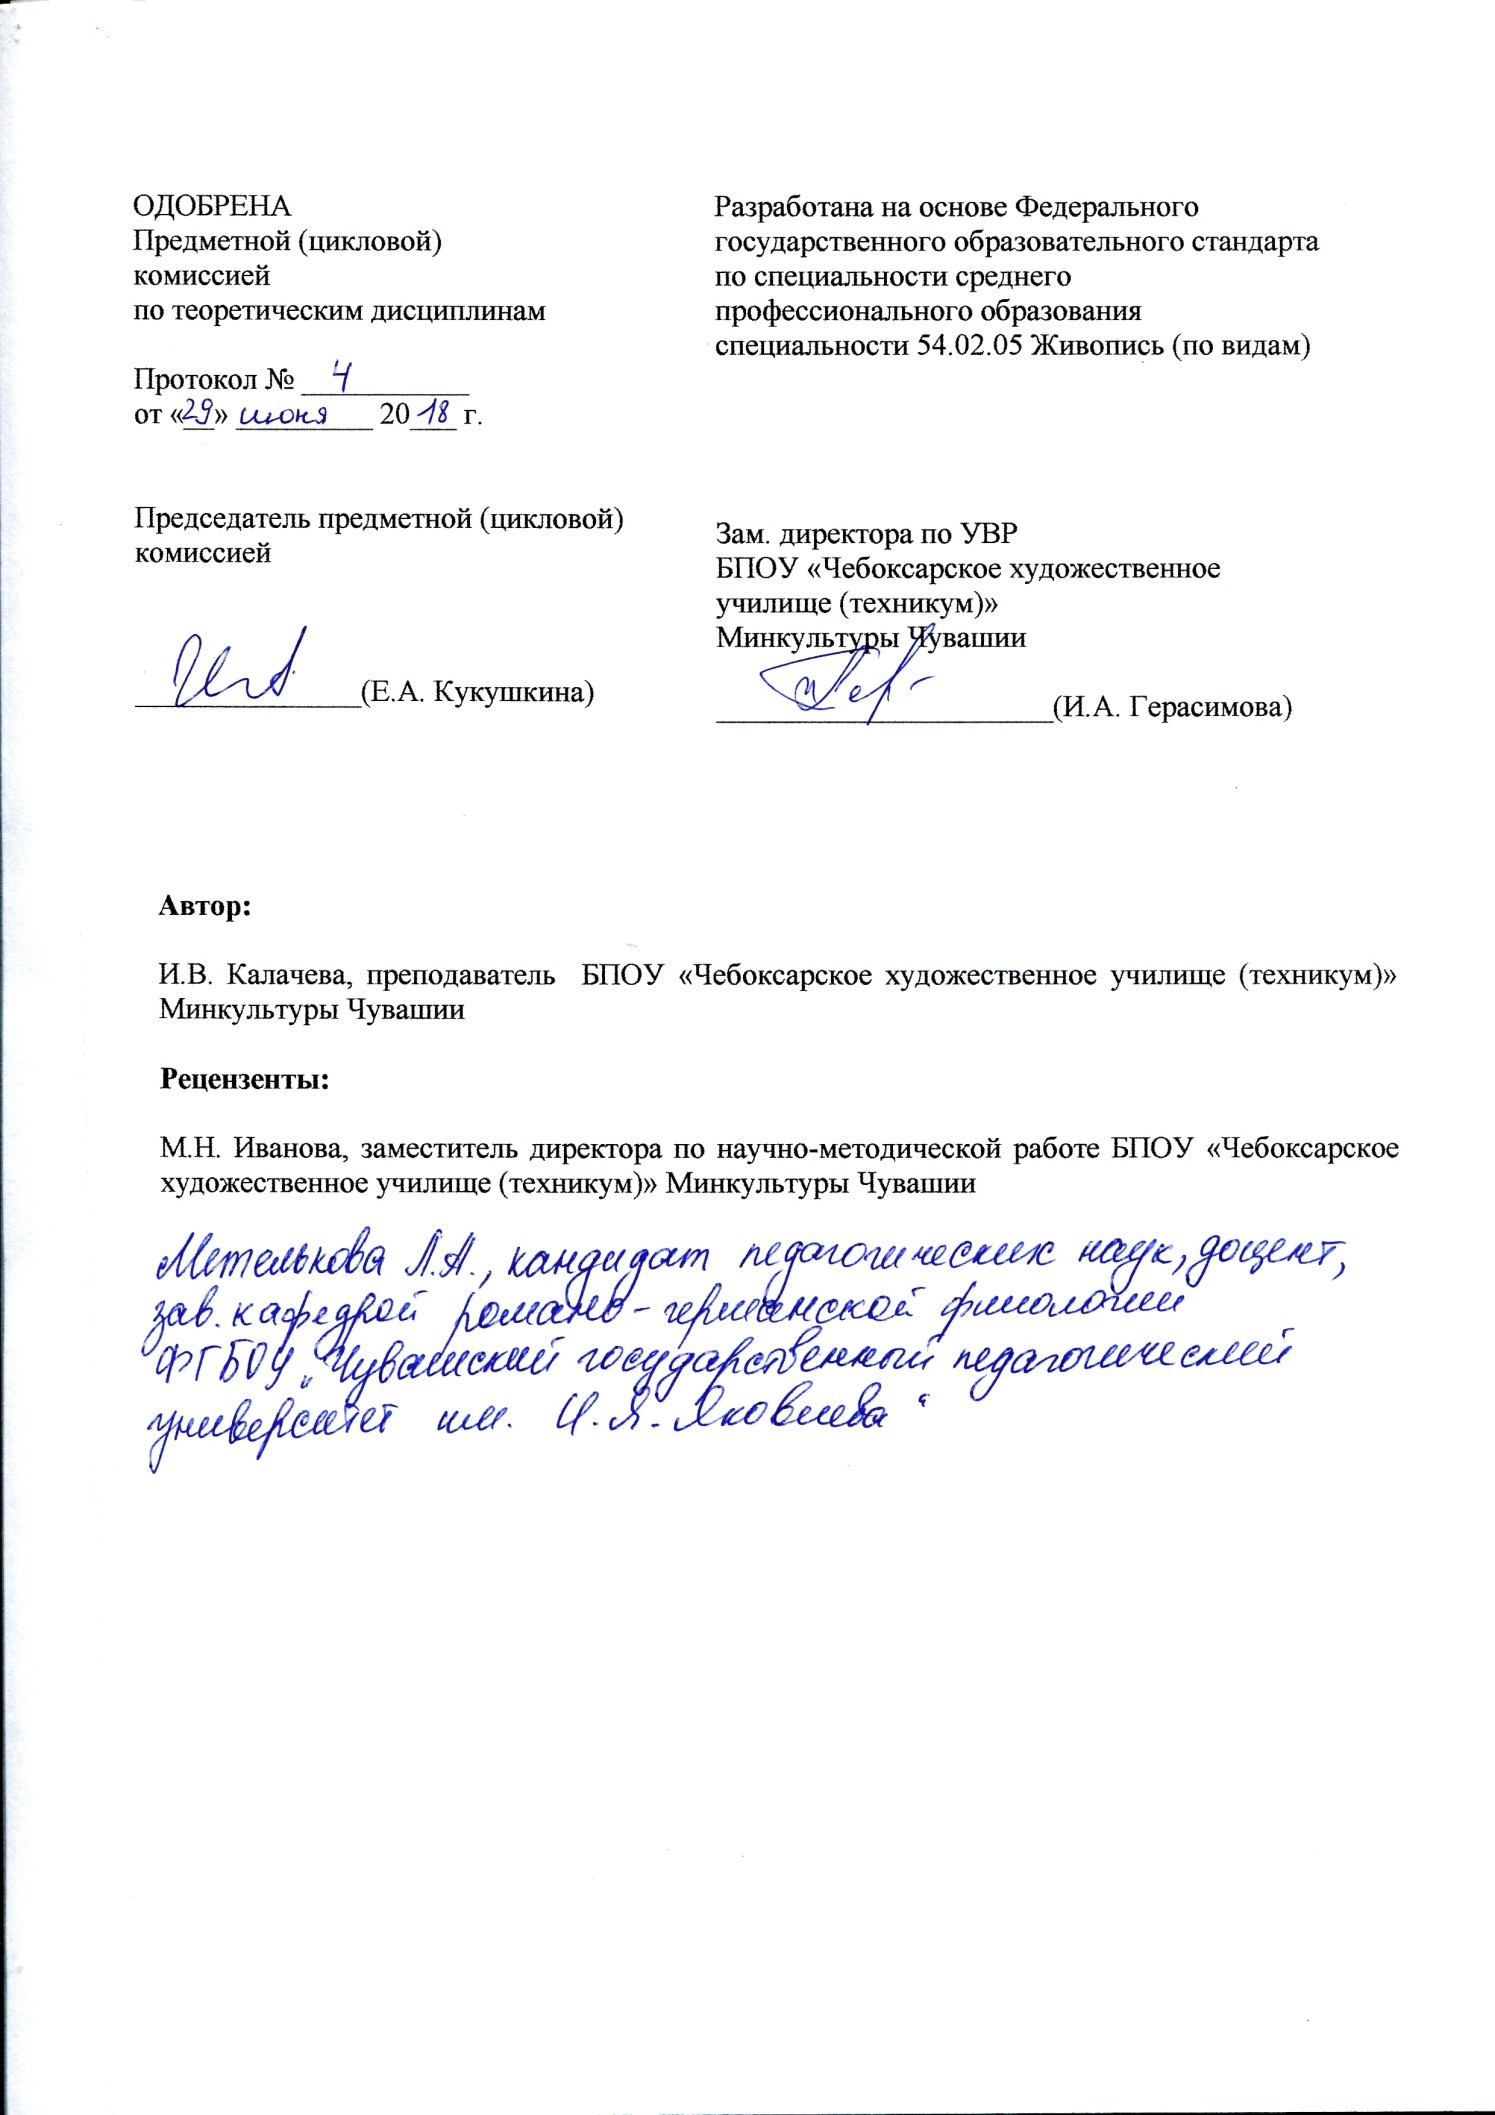 ОДОБРЕНА
Предметной (цикловой)
комиссией
по теоретическим дисциплинам
Протокол № 4
от «29» июня 2018 г.
Председатель предметной (цикловой)
комиссией
(Е.А. Кукушкина)
Разработана на основе Федерального
государственного образовательного стандарта
по специальности среднего
профессионального образования
специальности 54.02.05 Живопись (по видам)
Зам. директора по УВР
БПОУ «Чебоксарское художественное
училище (техникум)»
Минкультуры Чувашии
(И.А. Герасимова)
Автор:
И.В. Калачева, преподаватель БПОУ «Чебоксарское художественное училище (техникум)»
Минкультуры Чувашии
Рецензенты:
М.Н. Иванова, заместитель директора по научно-методической работе БПОУ «Чебоксарское
художественное училище (техникум)» Минкультуры Чувашии
Метелькова Л.А., кандидат педагогических наук, доцент,
зав. кафедрой романо-германской филологии
ФГБОУ „Чувашский государственный педагогический
университет им. И.Я. Яковлева“